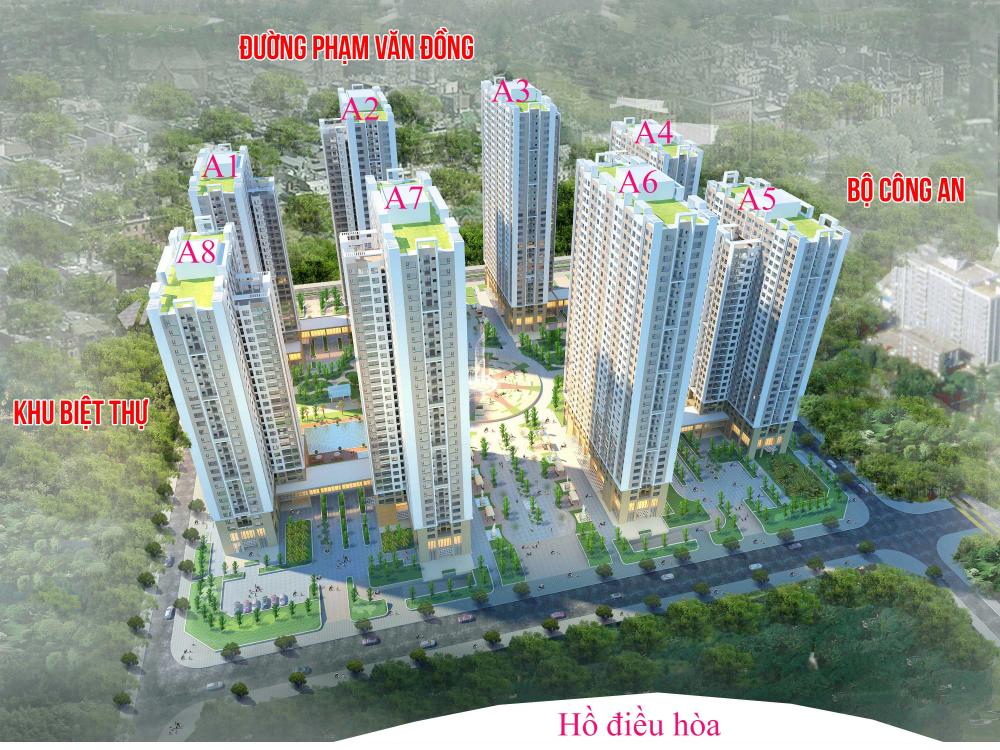 ĐƯỜNG PHẠM VĂN ĐỒNG
A3
A2
A4
A1
A6
A5
A7
BỘ CÔNG AN
A8
KHU BIỆT THỰ
Hồ điều hòa